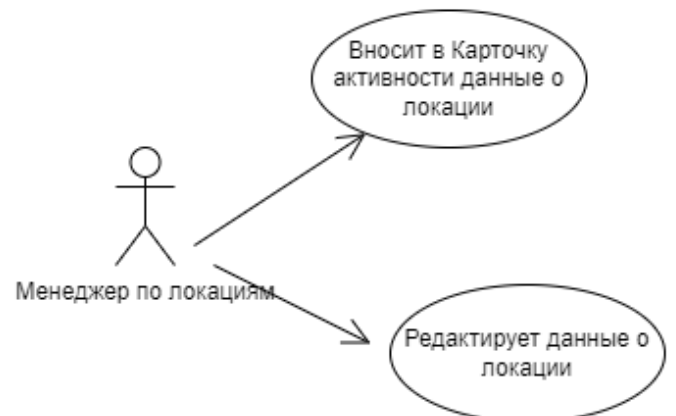 Вносит в Карточку
активности данные о
локации
Менеджер по локациям
Редактирует данные о
локации